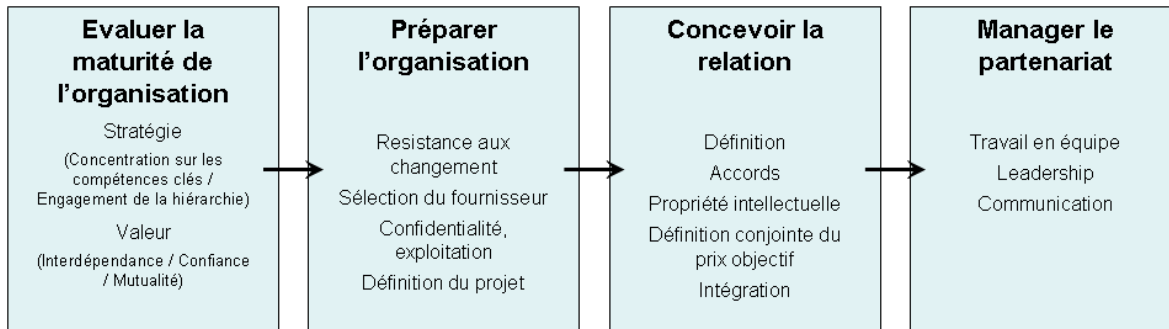 Evaluer la
maturité de
l'organisation
Stratégie
(Concentration sur les
compétences clés /
Engagement de la hiérarchie)
Valeur
(Interdépendance / Confiance
/ Mutualité)
Préparer
l'organisation
Resistance aux
changement
Sélection du fournisseur
Confidentialité,
exploitation
Définition du projet
Concevoir la
relation
Définition
Accords
Propriété intellectuelle
Définition conjointe du
prix objectif
Intégration
Manager le
partenariat
Travail en équipe
Leadership
Communication